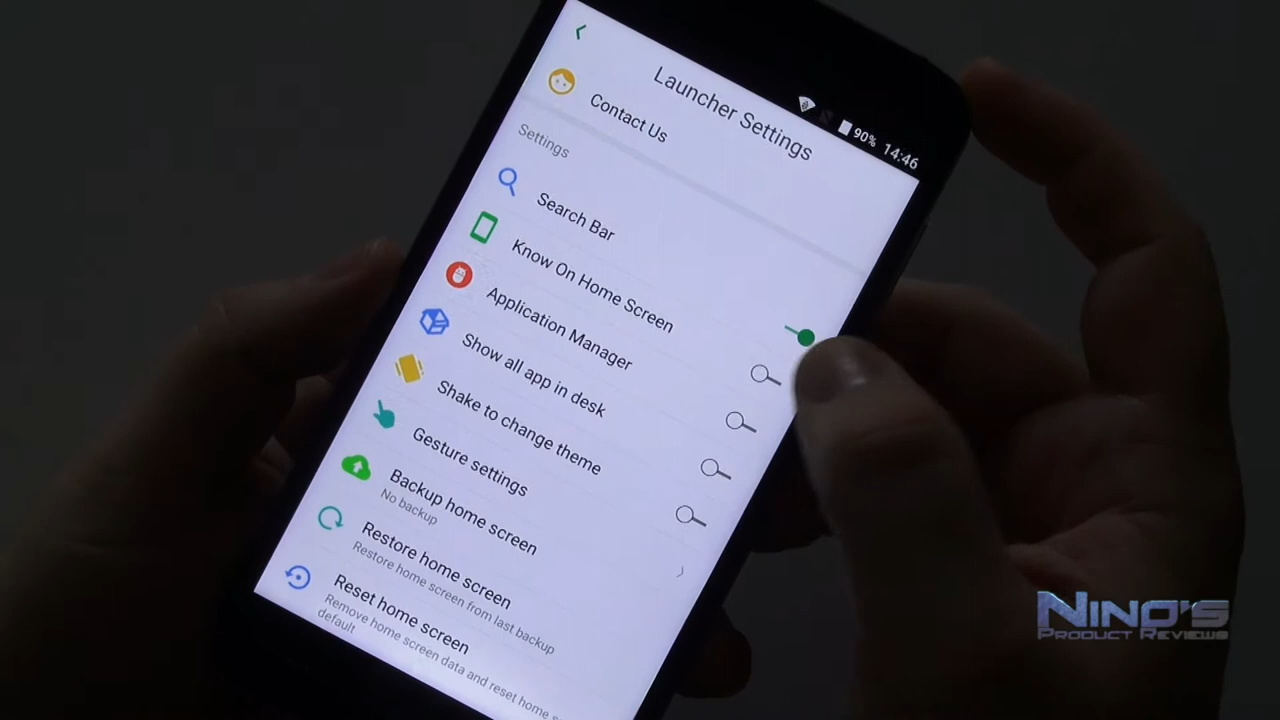 90% 14:46
Launcher Settings
Contact Us
Settings
Search Bar
Know On Home Screen
Application Manager
Show all app in desk
Shake to change theme
Gesture settings
Backup home screen
No backup
Restore home screen
Restore home screen from last backup
Reset home screen
Remove home screen data and reset home
default
NINO'S
PRODUCT REVIEWS